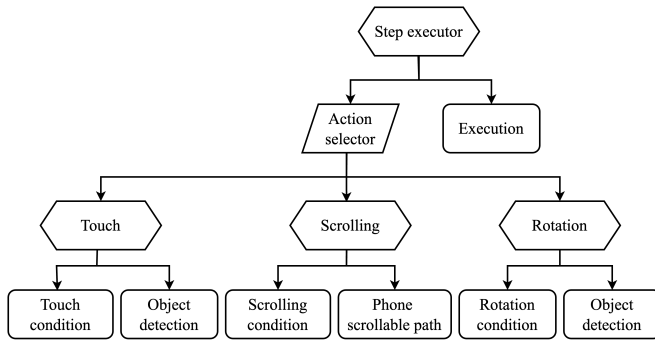 Step executor
Action
selector
Execution
Touch
Scrolling
Rotation
Touch
condition
Object
detection
Scrolling
condition
Phone
scrollable path
Rotation
condition
Object
detection